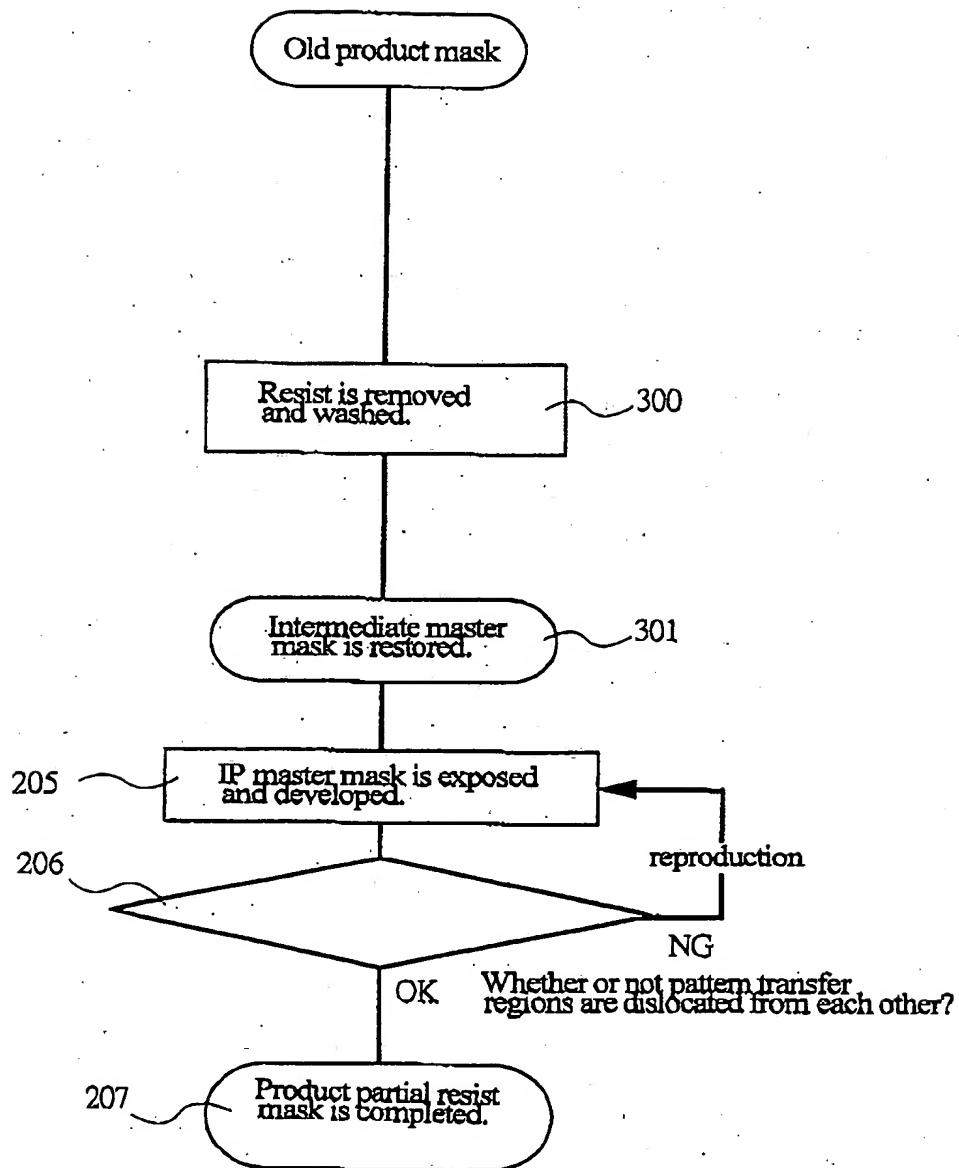 Old product mask
Resist is removed
and washed.
300
Intermediate master
mask is restored.
301
205
IP master mask is exposed
and developed.
reproduction
206
NG
OK
Whether or not pattern transfer
regions are dislocated from each other?
207
Product partial resist
mask is completed.